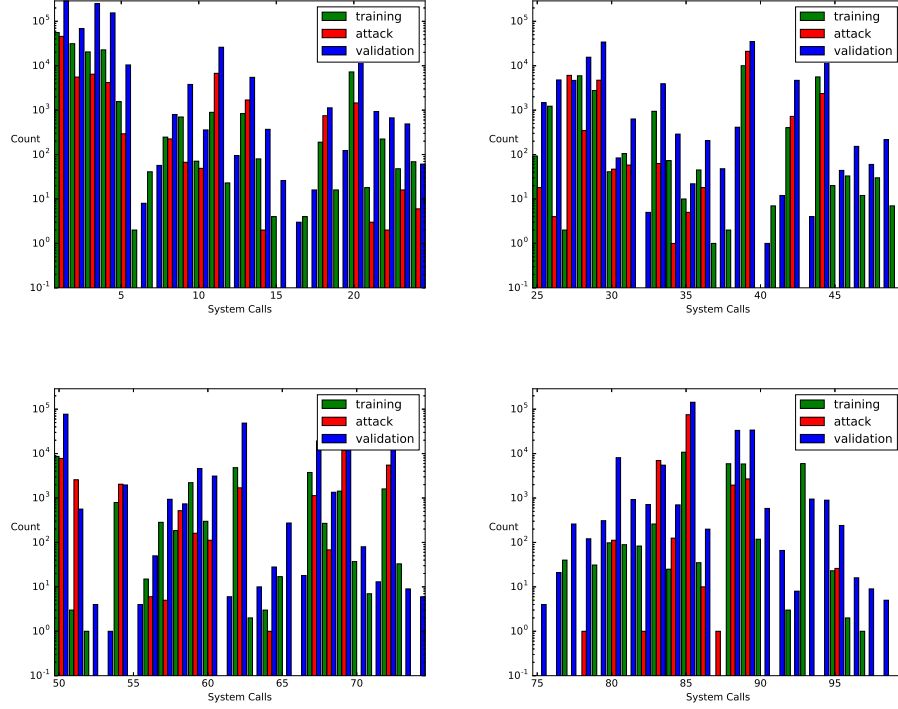 10^5
10^4
10^3
Count
10^2
10^1
10^0
10^-1
5 10 15 20
System Calls
training
attack
validation
10^5
10^4
10^3
Count
10^2
10^1
10^0
10^-1
25 30 35 40 45
System Calls
training
attack
validation
10^5
10^4
10^3
Count
10^2
10^1
10^0
10^-1
50 55 60 65 70
System Calls
training
attack
validation
10^5
10^4
10^3
Count
10^2
10^1
10^0
10^-1
75 80 85 90 95
System Calls
training
attack
validation